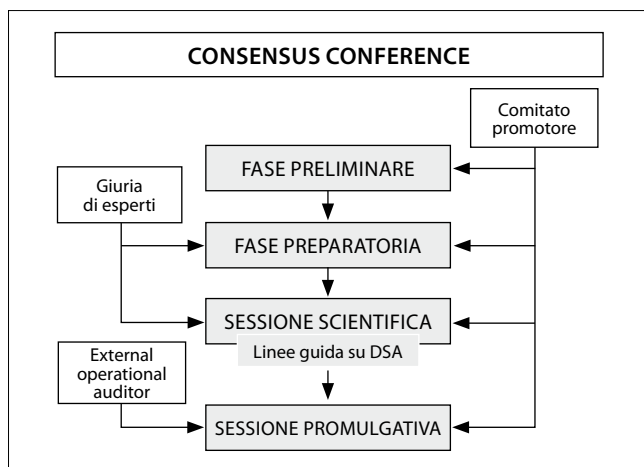 CONSENSUS CONFERENCE
Comitato
promotore
FASE PRELIMINARE
Giuria
di esperti
FASE PREPARATORIA
SESSIONE SCIENTIFICA
Linee guida su DSA
External
operational
auditor
SESSIONE PROMULGATIVA